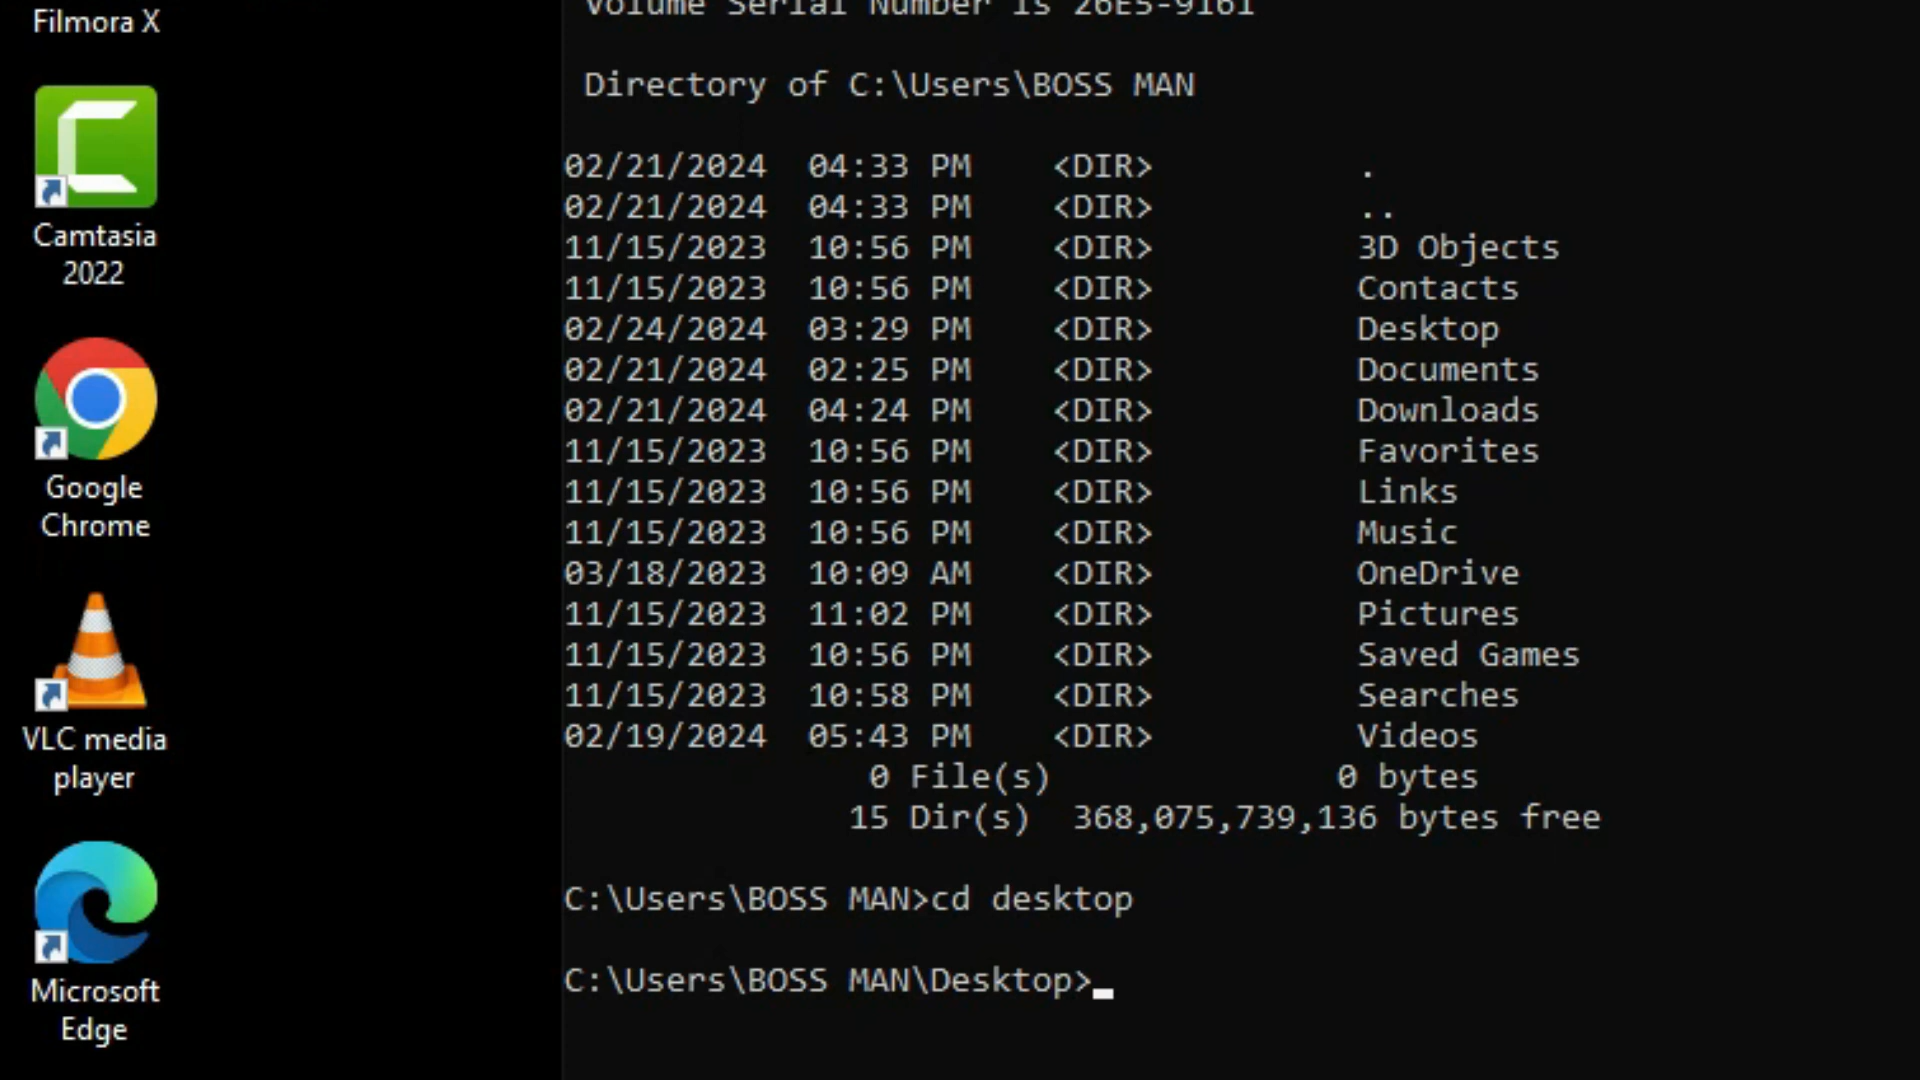 Filmora X
Camtasia
2022
Google
Chrome
VLC media
player
Microsoft
Edge
Volume Serial Number is 26E5-9161
Directory of C:\Users\BOSS MAN
02/21/2024 04:33 PM <DIR> .
02/21/2024 04:33 PM <DIR> ..
11/15/2023 10:56 PM <DIR> 3D Objects
11/15/2023 10:56 PM <DIR> Contacts
02/24/2024 03:29 PM <DIR> Desktop
02/21/2024 02:25 PM <DIR> Documents
02/21/2024 04:24 PM <DIR> Downloads
11/15/2023 10:56 PM <DIR> Favorites
11/15/2023 10:56 PM <DIR> Links
11/15/2023 10:56 PM <DIR> Music
03/18/2023 10:09 AM <DIR> OneDrive
11/15/2023 11:02 PM <DIR> Pictures
11/15/2023 10:56 PM <DIR> Saved Games
11/15/2023 10:58 PM <DIR> Searches
02/19/2024 05:43 PM <DIR> Videos
0 File(s) 0 bytes
15 Dir(s) 368,075,739,136 bytes free
C:\Users\BOSS MAN>cd desktop
C:\Users\BOSS MAN\Desktop>